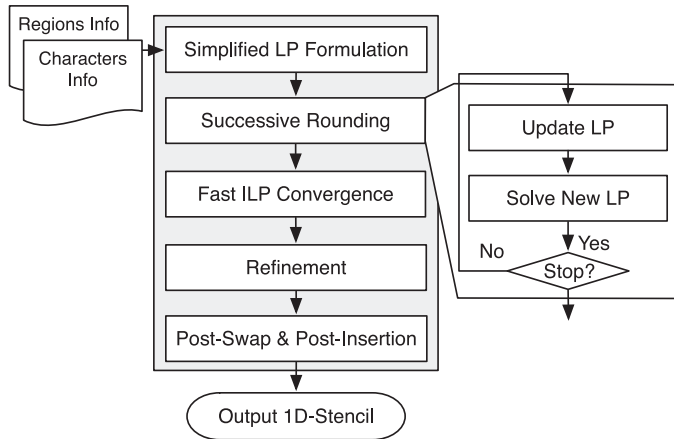 Regions Info
Characters
Info
Simplified LP Formulation
Successive Rounding
Fast ILP Convergence
Refinement
Post-Swap & Post-Insertion
Output 1D-Stencil
Update LP
Solve New LP
No
Yes
Stop?